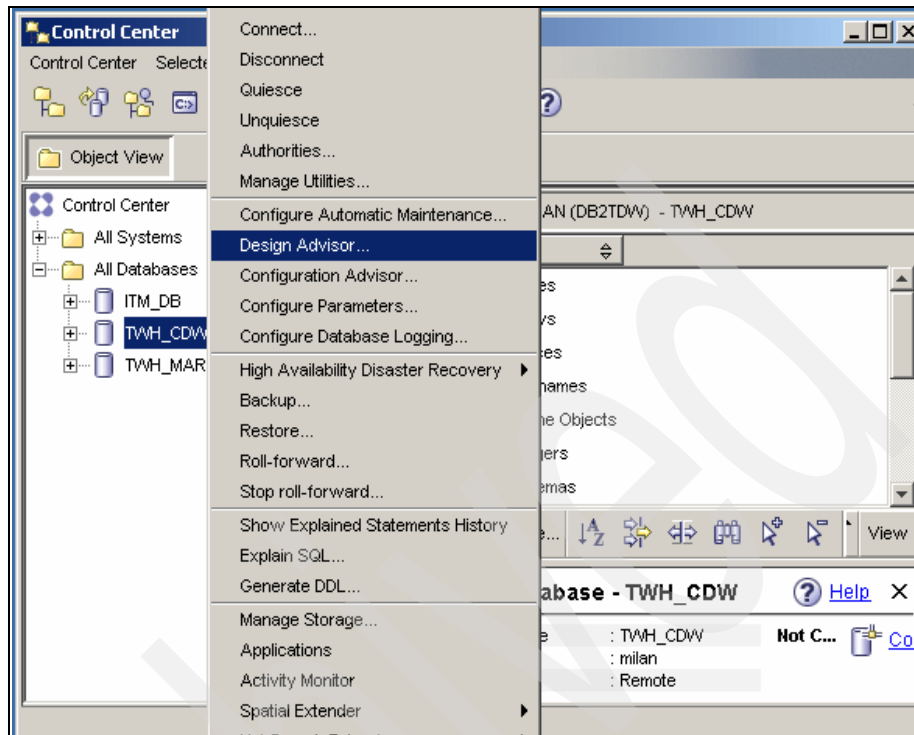 Control Center
Control Center Selecte
C:>
?
Object View
Control Center
All Systems
All Databases
ITM_DB
TWH_CDW
TWH_MAR
Connect...
Disconnect
Quiesce
Unquiesce
Authorities...
Manage Utilities...
Configure Automatic Maintenance...
Design Advisor...
Configuration Advisor...
Configure Parameters...
Configure Database Logging...
High Availability Disaster Recovery
Backup...
Restore...
Roll-forward...
Stop roll-forward...
Show Explained Statements History
Explain SQL...
Generate DDL...
Manage Storage...
Applications
Activity Monitor
Spatial Extender
AN (DB2TDW) - TWH_CDW
es
vs
ces
names
ne Objects
gers
emas
View
abase - TWH_CDW
? Help
e : TWH_CDW
: milan
: Remote
Not C...
Co